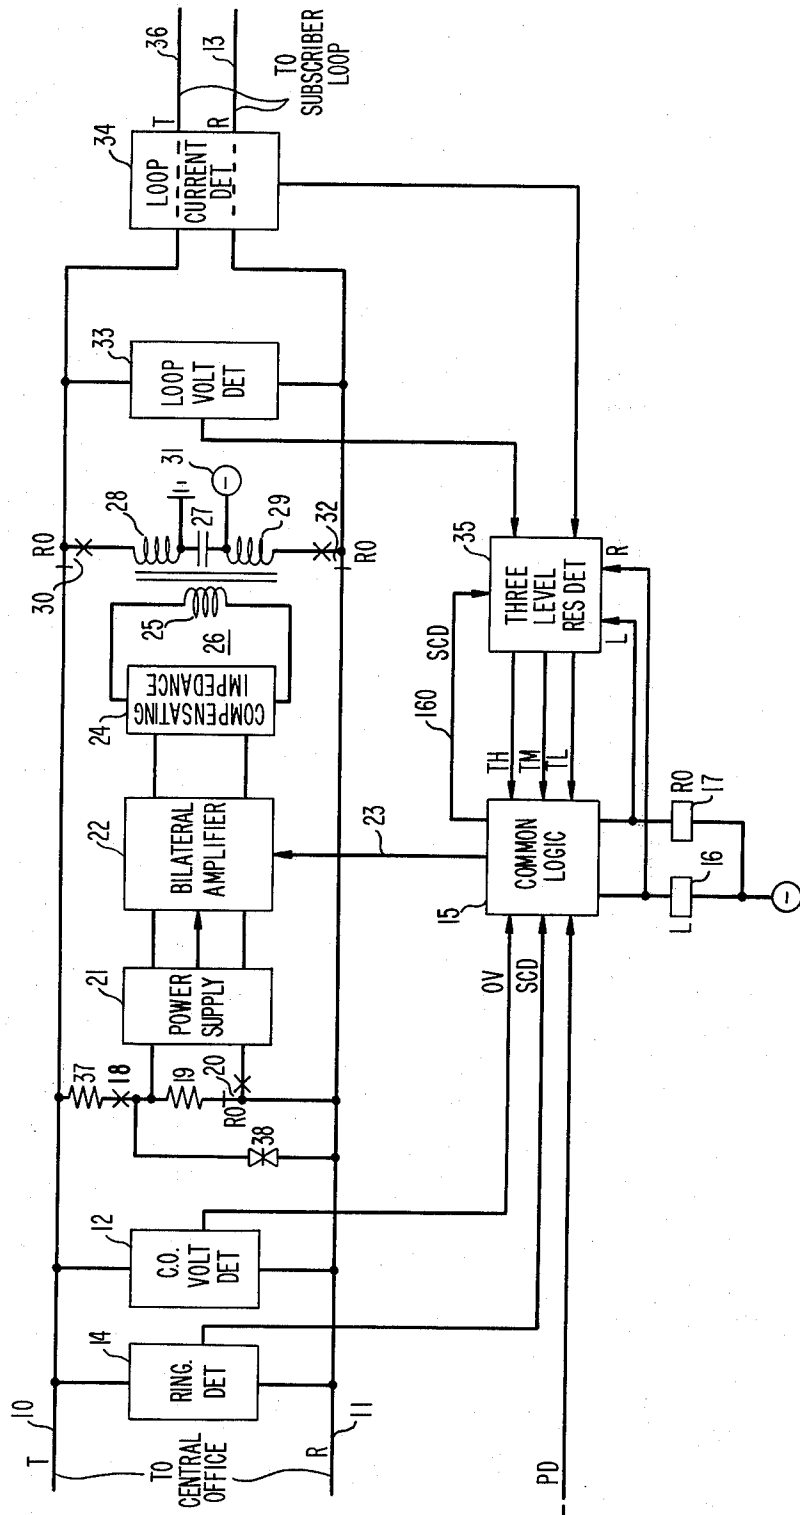 T
10
TO
CENTRAL
OFFICE
R
11
14
RING.
DET
12
C.O.
VOLT
DET
37
18
19
20
RO
38
21
POWER
SUPPLY
22
BILATERAL
AMPLIFIER
23
24
COMPENSATING
IMPEDANCE
25
26
30
RO
28
27
31
−
29
32
RO
33
LOOP
VOLT
DET
34
LOOP
CURRENT
DET
T
36
R
13
TO
SUBSCRIBER
LOOP
PD
OV
SCD
15
COMMON
LOGIC
160
SCD
TH
TM
TL
35
THREE
LEVEL
RES DET
L
R
L
16
RO
17
−